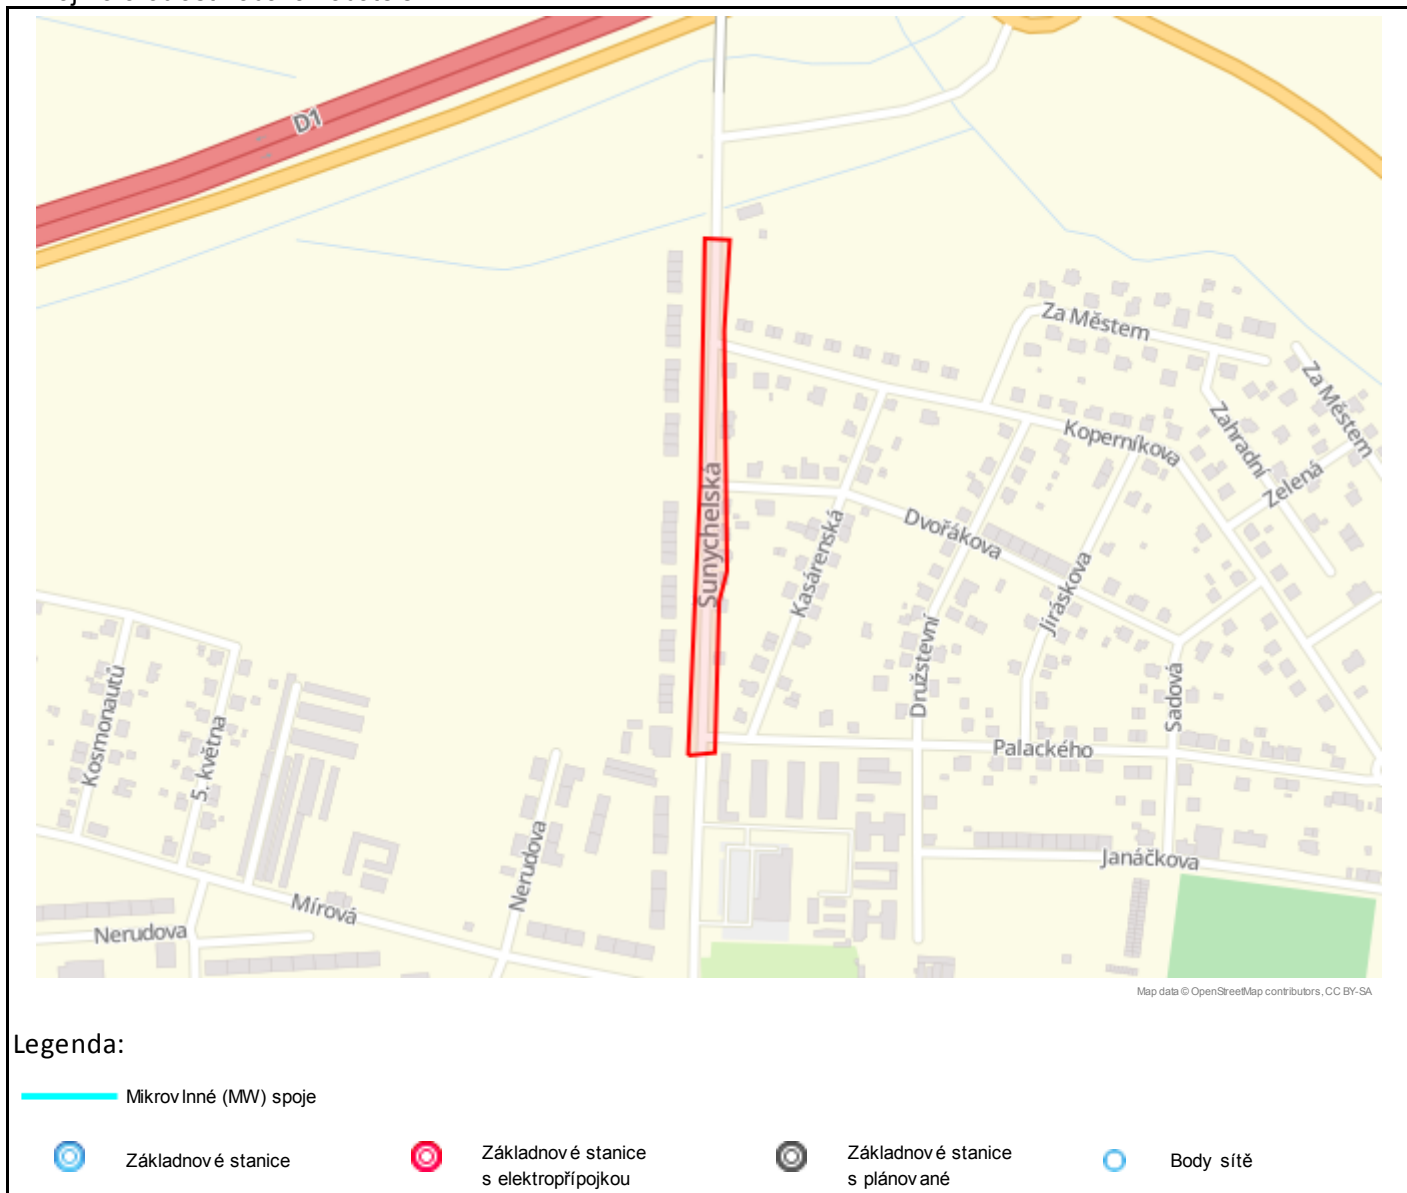 D1
Za Městem
Za Městem
Zahradní
Koperníkova
Zelená
Sunychelská
Dvořákova
Kasárenská
Jiráskova
Družstevní
Sadová
Kosmonautů
5. května
Palackého
Nerudova
Janáčkova
Mírová
Nerudova
Map data © OpenStreetMap contributors, CC BY-SA
Legenda:
Mikrovlnné (MW) spoje
Základnové stanice
Základnové stanice
s elektropřípojkou
Základnové stanice
s plánované
Body sítě